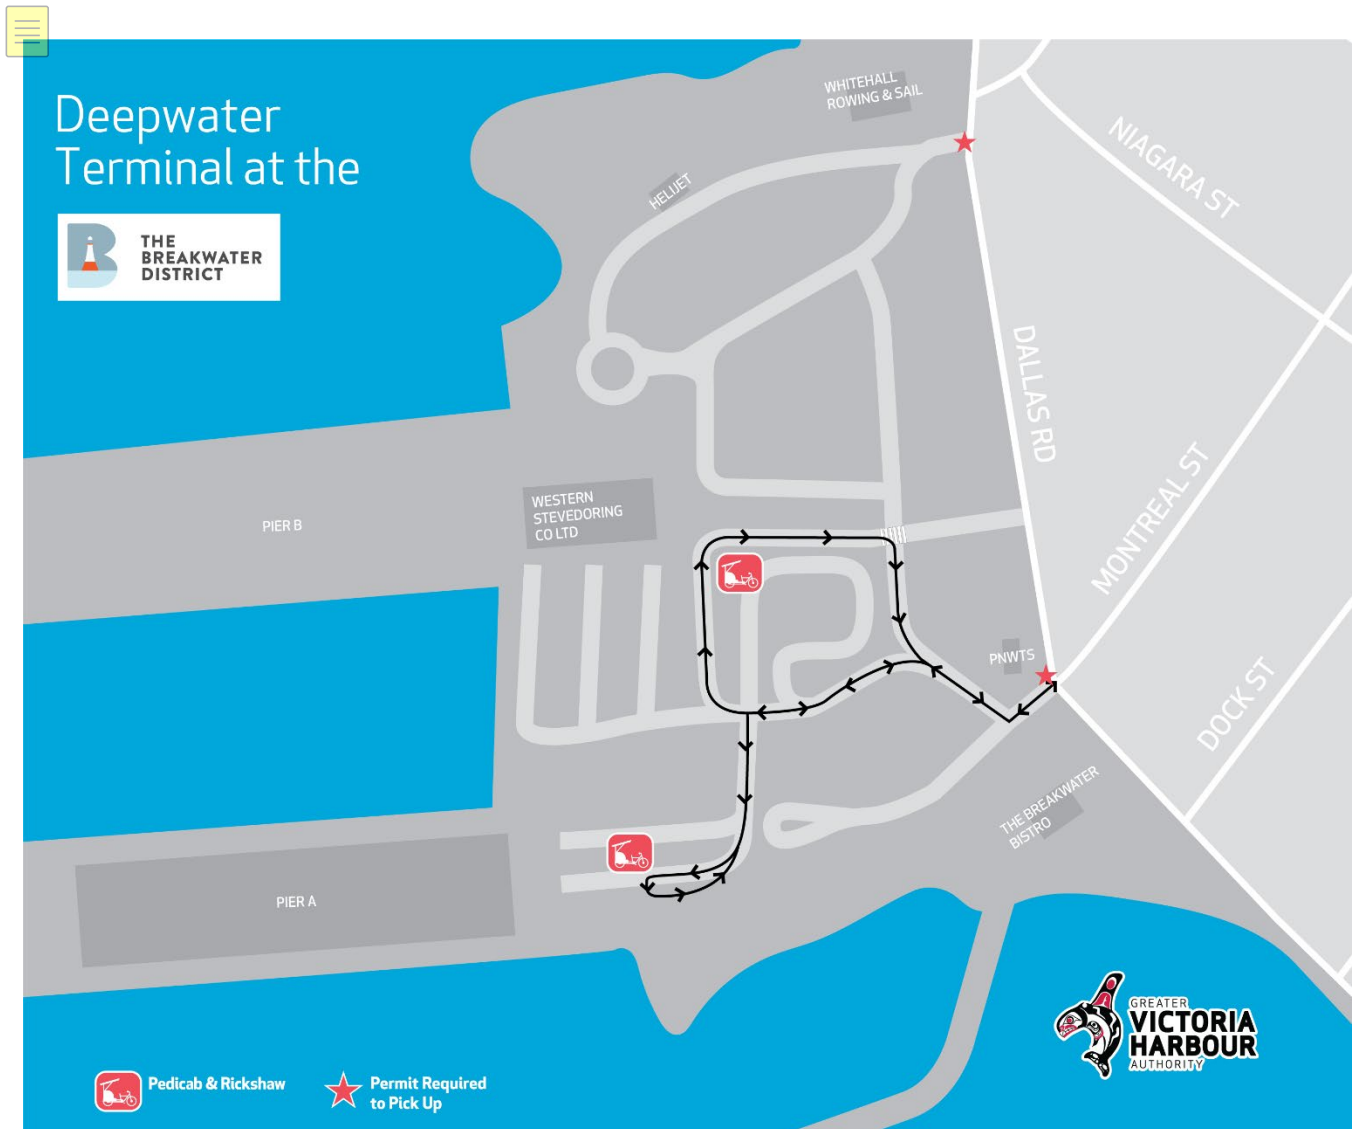 Deepwater
Terminal at the
THE
BREAKWATER
DISTRICT
WHITEHALL
ROWING & SAIL
HELIJET
NIAGARA ST
DALLAS RD
MONTREAL ST
DOCK ST
PIER B
WESTERN
STEVEDORING
CO LTD
PNWTS
THE BREAKWATER
BISTRO
PIER A
GREATER
VICTORIA
HARBOUR
AUTHORITY
Pedicab & Rickshaw
Permit Required
to Pick Up